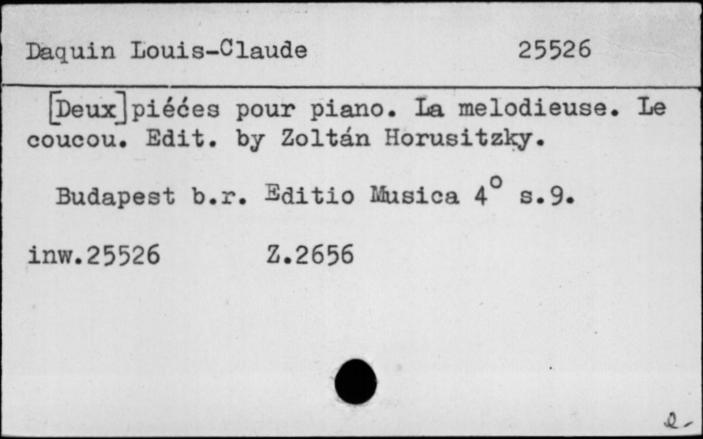 Daquin Louis-Claude 25526
[Deux] piéćes pour piano. La melodieuse. Le
coucou. Edit. by Zoltán Horusitzky.
Budapest b.r. Editio Musica 4° s.9.
inw.25526 Z.2656